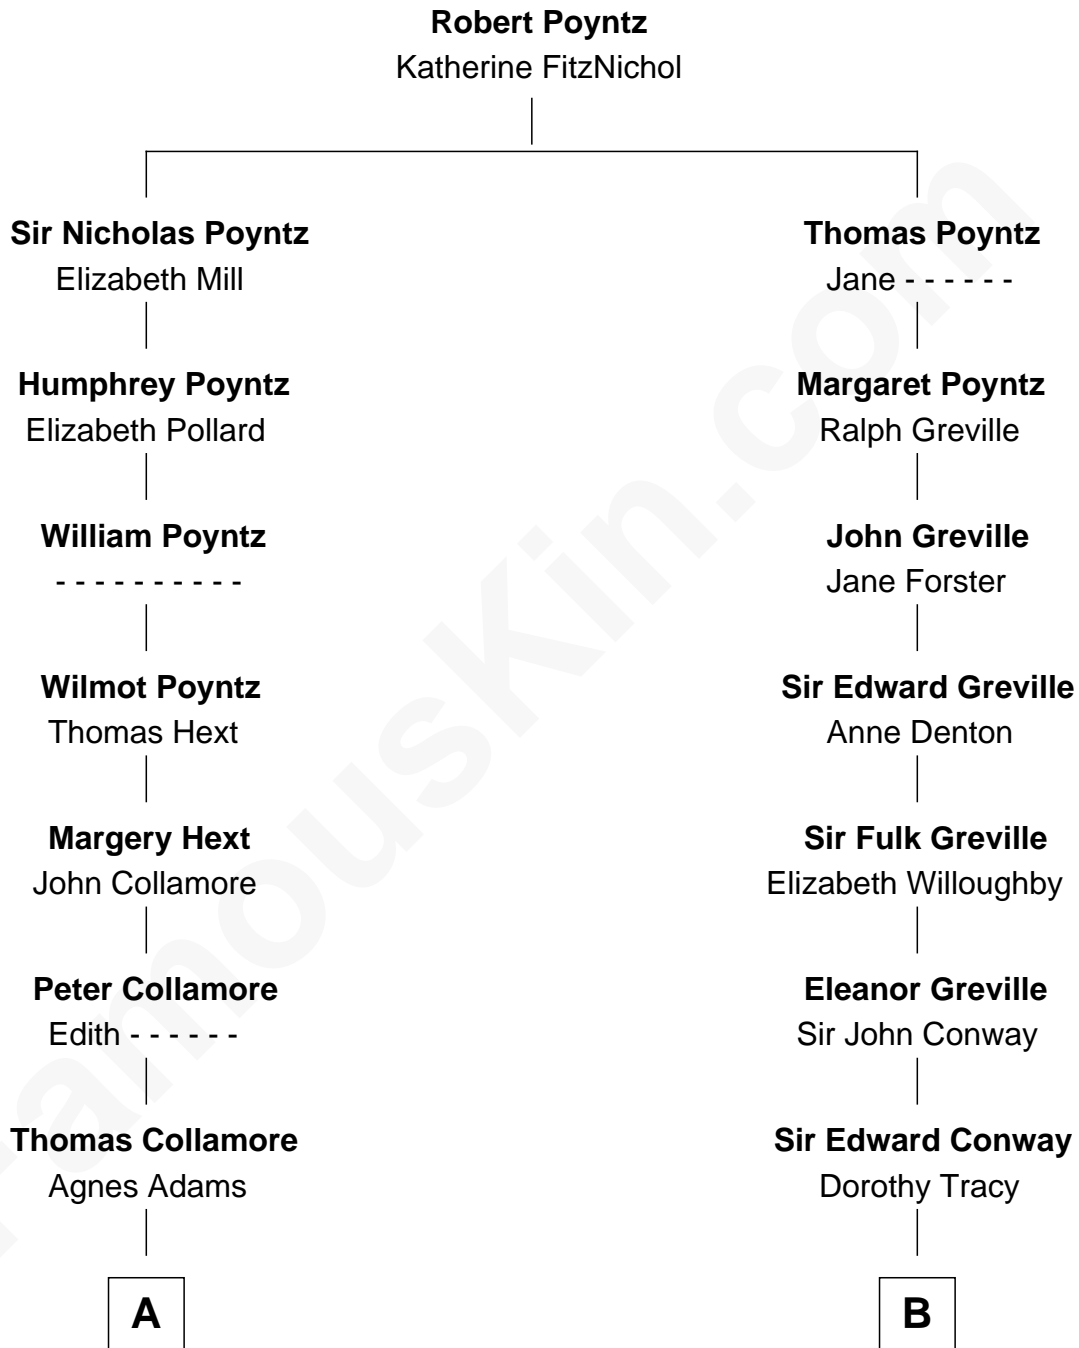 Robert Poyntz
Katherine FitzNichol
Sir Nicholas Poyntz
Elizabeth Mill
Humphrey Poyntz
Elizabeth Pollard
William Poyntz
- - - - - - - - - -
Wilmot Poyntz
Thomas Hext
Margery Hext
John Collamore
Peter Collamore
Edith - - - - - -
Thomas Collamore
Agnes Adams
A
Thomas Poyntz
Jane - - - - - -
Margaret Poyntz
Ralph Greville
John Greville
Jane Forster
Sir Edward Greville
Anne Denton
Sir Fulk Greville
Elizabeth Willoughby
Eleanor Greville
Sir John Conway
Sir Edward Conway
Dorothy Tracy
B
FamousKin.com